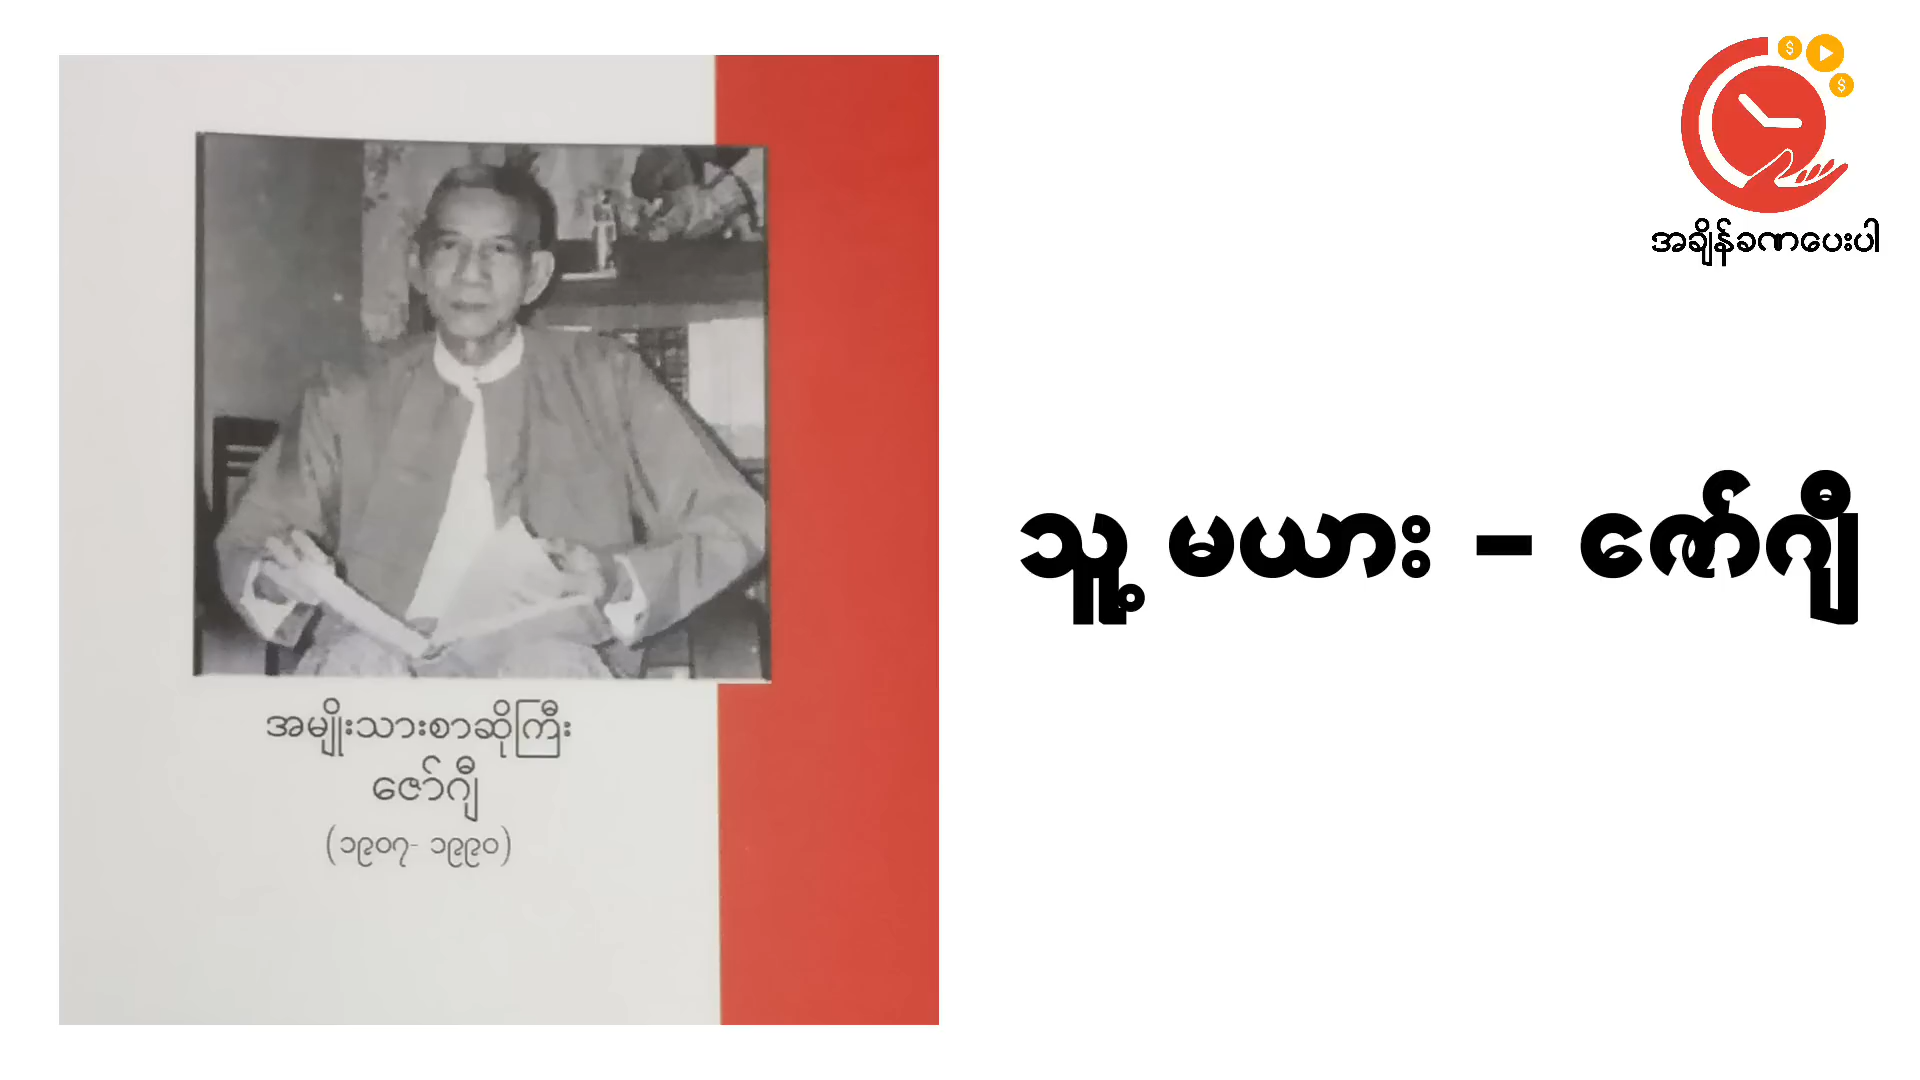 အမျိုးသားစာဆိုကြီး
ဇော်ဂျီ
(၁၉၀၇- ၁၉၉၀)
သူ့ မယား - ဇော်ဂျီ
အချိန်ခဏပေးပါ